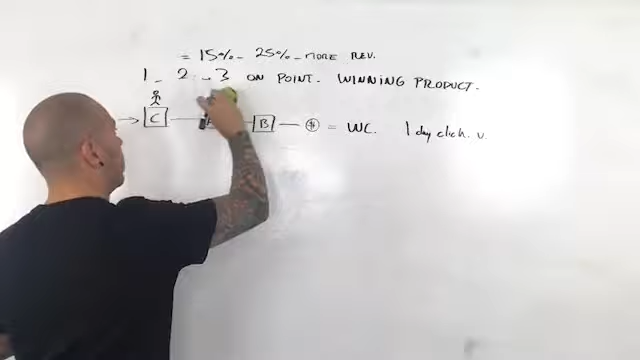 = 15% - 25% - MORE REV.
1 - 2 - 3 ON POINT. WINNING PRODUCT.
→ C — B — $ = WC. 1 day click. v.